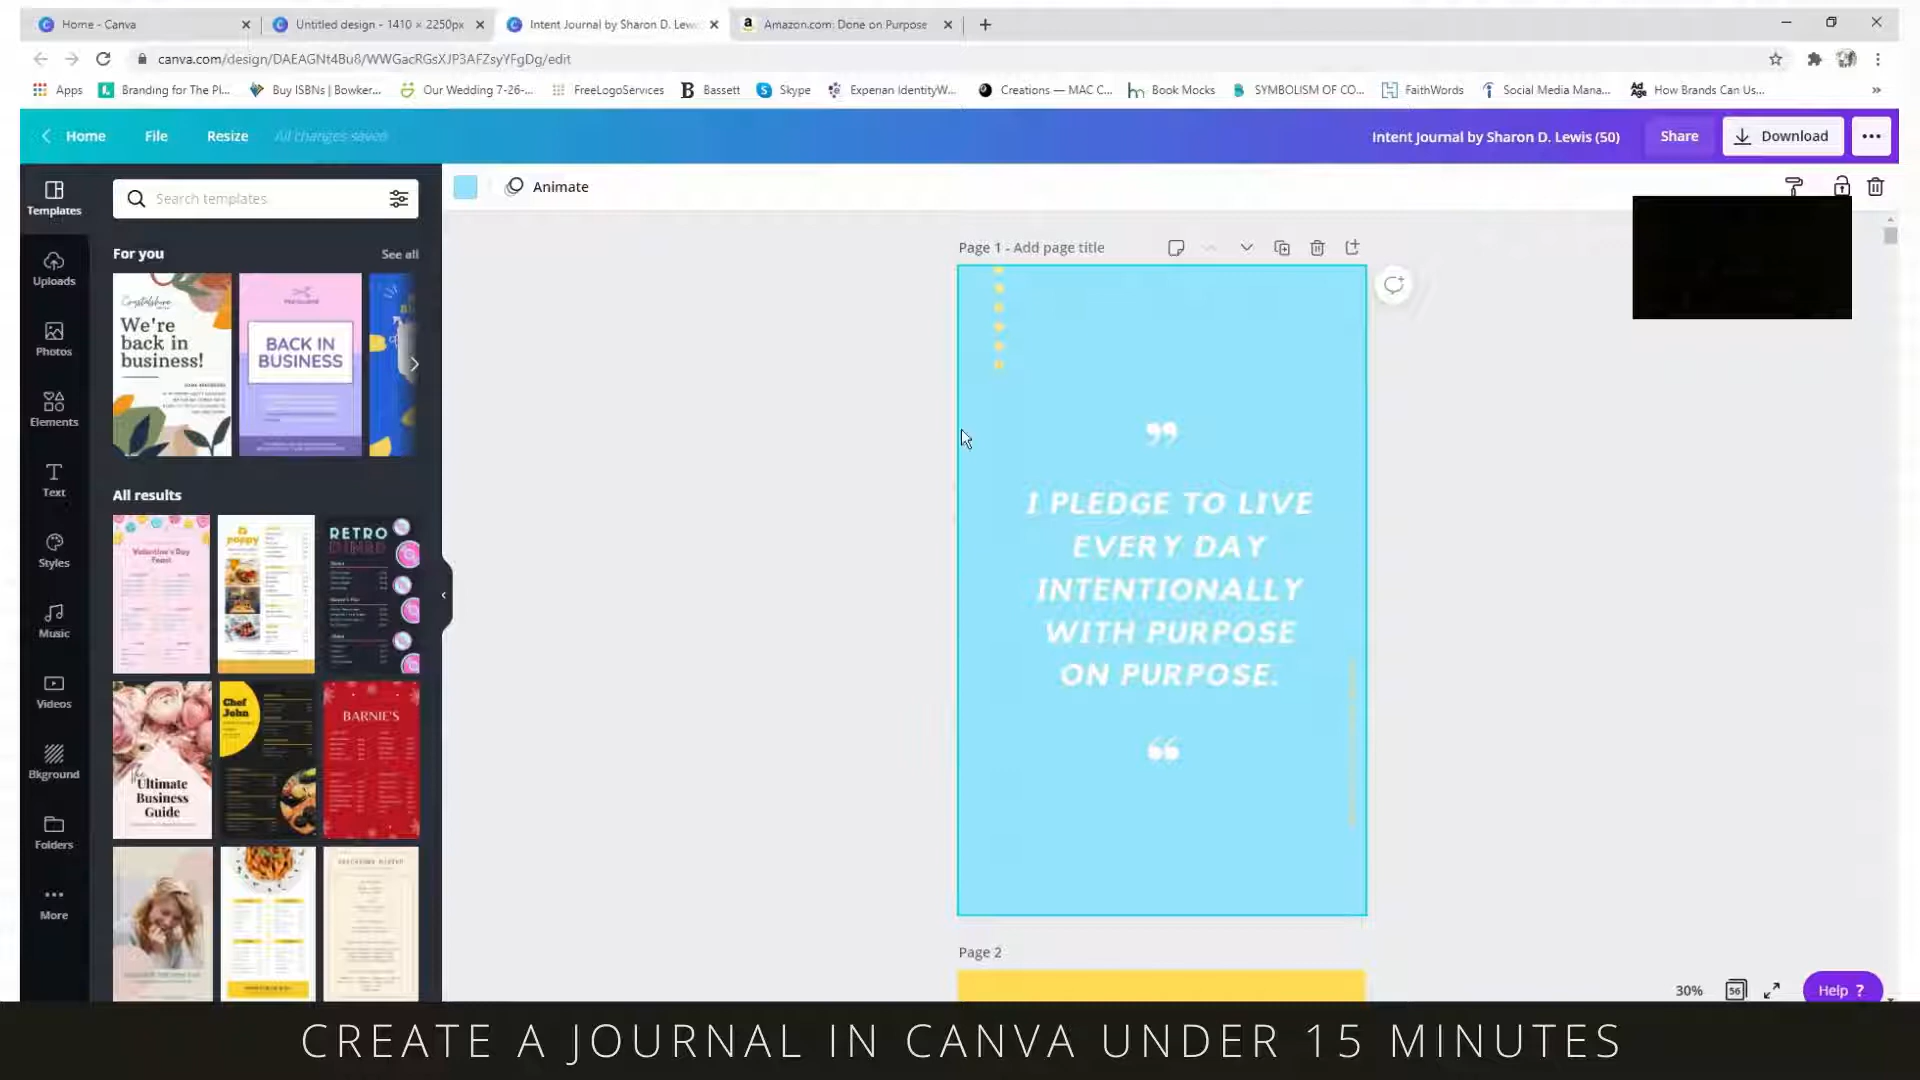 Home - Canva
Untitled design - 1410 × 2250px
Intent Journal by Sharon D. Lew
Amazon.com: Done on Purpose
canva.com/design/DAEAGNt4Bu8/WWGacRGsXJP3AFZsyYFgDg/edit
Apps
Branding for The Pl...
Buy ISBNs | Bowker...
Our Wedding 7-26-...
FreeLogoServices
Bassett
Skype
Experian IdentityW...
Creations — MAC C...
Book Mocks
SYMBOLISM OF CO...
FaithWords
Social Media Mana...
How Brands Can Us...
Home
File
Resize
All changes saved
Intent Journal by Sharon D. Lewis (50)
Share
Download
Templates
Uploads
Photos
Elements
Text
Styles
Music
Videos
Bkground
Folders
More
Search templates
For you
See all
We're
back in
business!
BACK IN
BUSINESS
All results
Valentine's Day
Feast
poppy
RETRO
DINER
The
Ultimate
Business
Guide
Chef
John
BARNIE'S
Animate
Page 1 - Add page title
”
I PLEDGE TO LIVE
EVERY DAY
INTENTIONALLY
WITH PURPOSE
ON PURPOSE.
“
Page 2
30%
56
Help ?
CREATE A JOURNAL IN CANVA UNDER 15 MINUTES